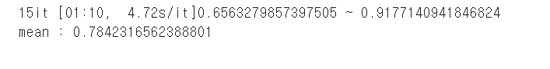 15it [01:10,  4.72s/it]0.6563279857397505 ~ 0.9177140941846824
mean : 0.7842316562388801